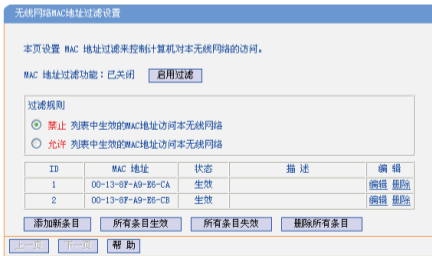 无线网络MAC地址过滤设置
本页设置 MAC 地址过滤来控制计算机对本无线网络的访问。
MAC 地址过滤功能：已关闭 启用过滤
过滤规则
禁止 列表中生效的MAC地址访问本无线网络
允许 列表中生效的MAC地址访问本无线网络
ID MAC 地址 状态 描 述 编 辑
1 00-13-8F-A9-E6-CA 生效 编辑 删除
2 00-13-8F-A9-E6-CB 生效 编辑 删除
添加新条目 所有条目生效 所有条目失效 删除所有条目
上一页 下一页 帮 助